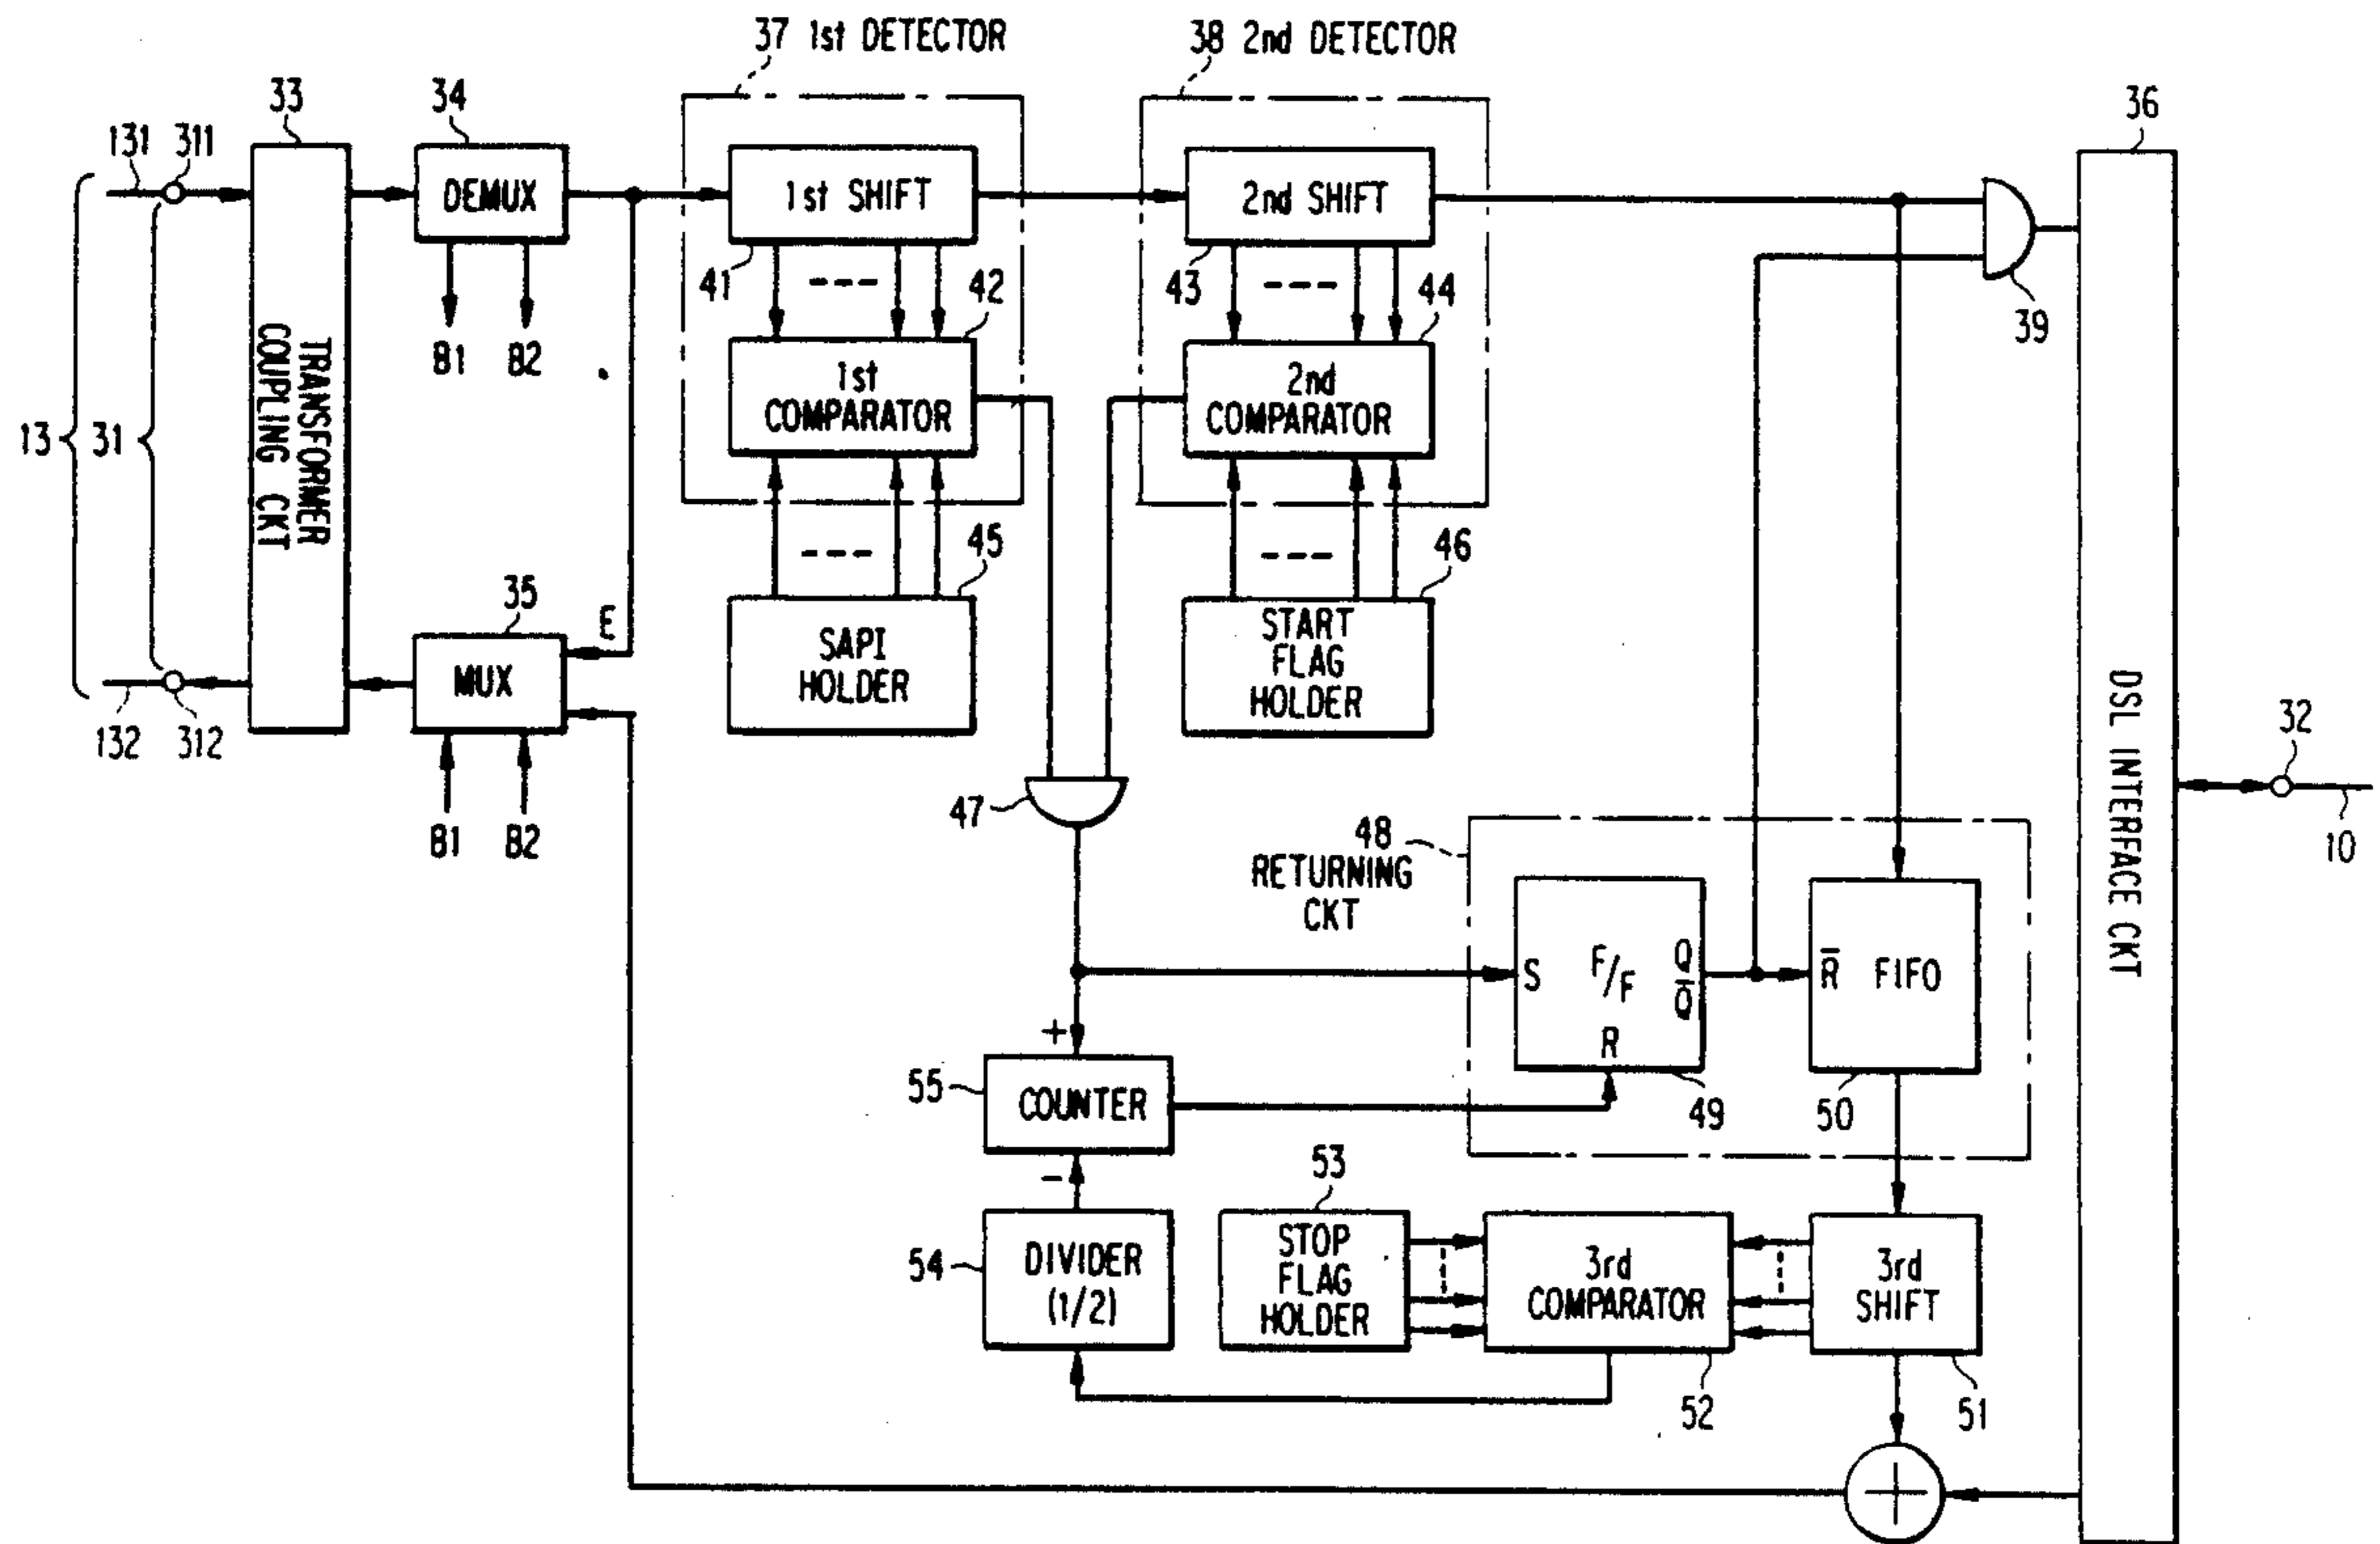 37 1st DETECTOR
38 2nd DETECTOR
33
34
36
131
311
DEMUX
1st SHIFT
2nd SHIFT
41
42
43
44
39
B1
B2
TRANSFORMER
COUPLING CKT
1st
COMPARATOR
2nd
COMPARATOR
13
31
45
46
35
E
MUX
SAPI
HOLDER
START
FLAG
HOLDER
132
312
B1
B2
47
48
RETURNING
CKT
DSL INTERFACE CKT
32
10
S
F/F
Q
Q̅
R
R̅ FIFO
+
55
COUNTER
-
49
50
53
54
DIVIDER
(1/2)
STOP
FLAG
HOLDER
3rd
COMPARATOR
3rd
SHIFT
52
51
+